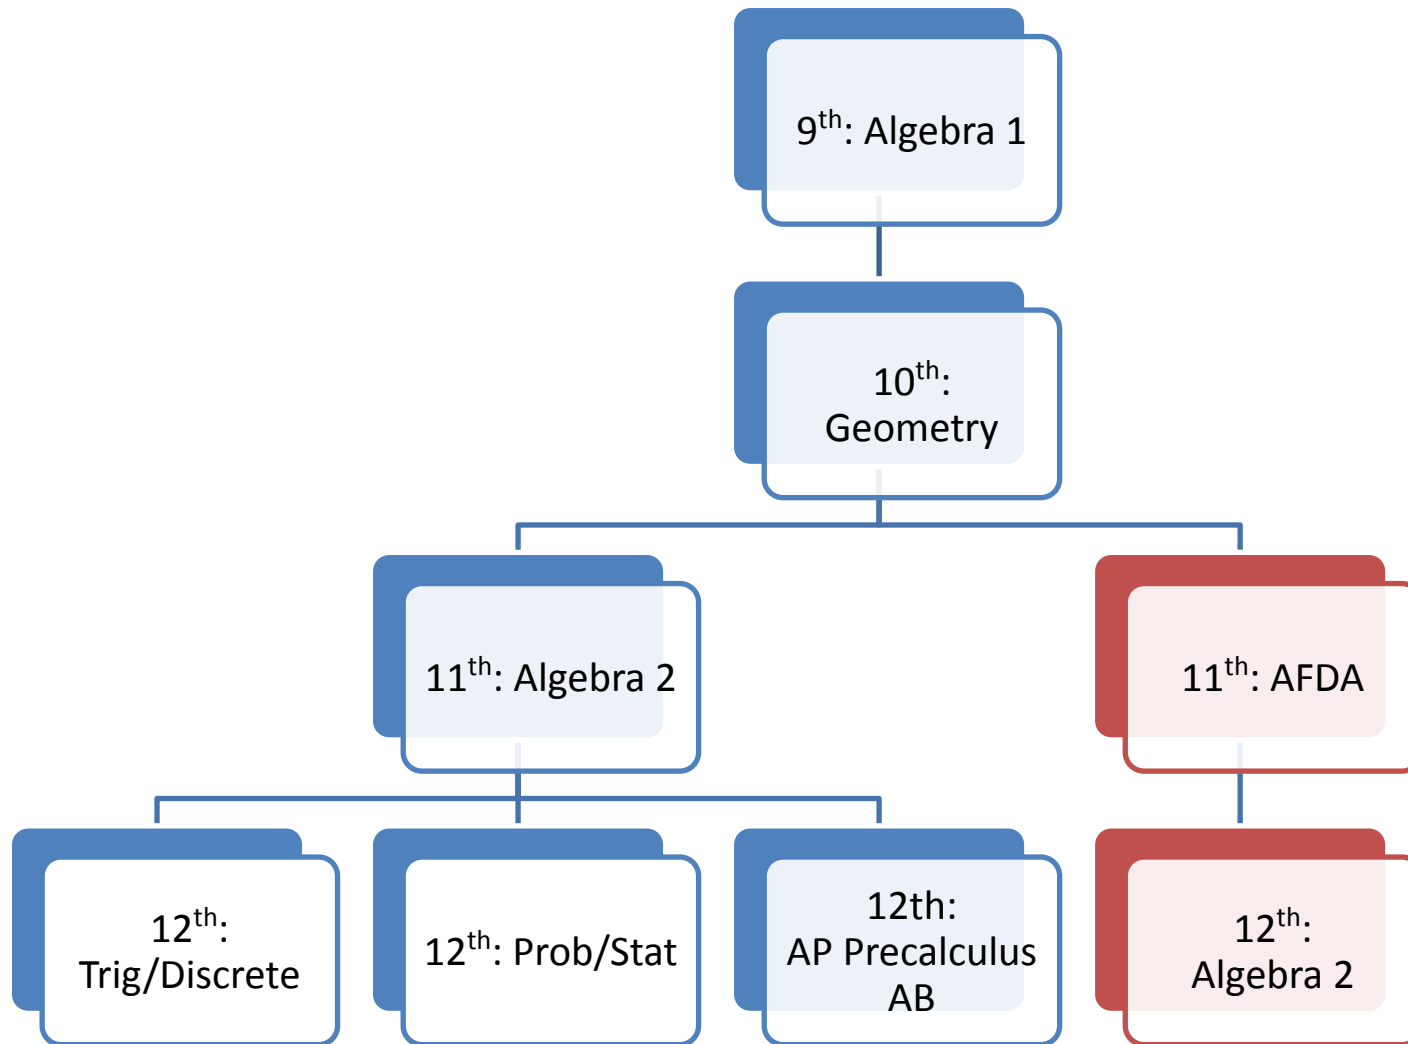 9th: Algebra 1
10th:
Geometry
11th: Algebra 2
11th: AFDA
12th:
Trig/Discrete
12th: Prob/Stat
12th:
AP Precalculus
AB
12th:
Algebra 2